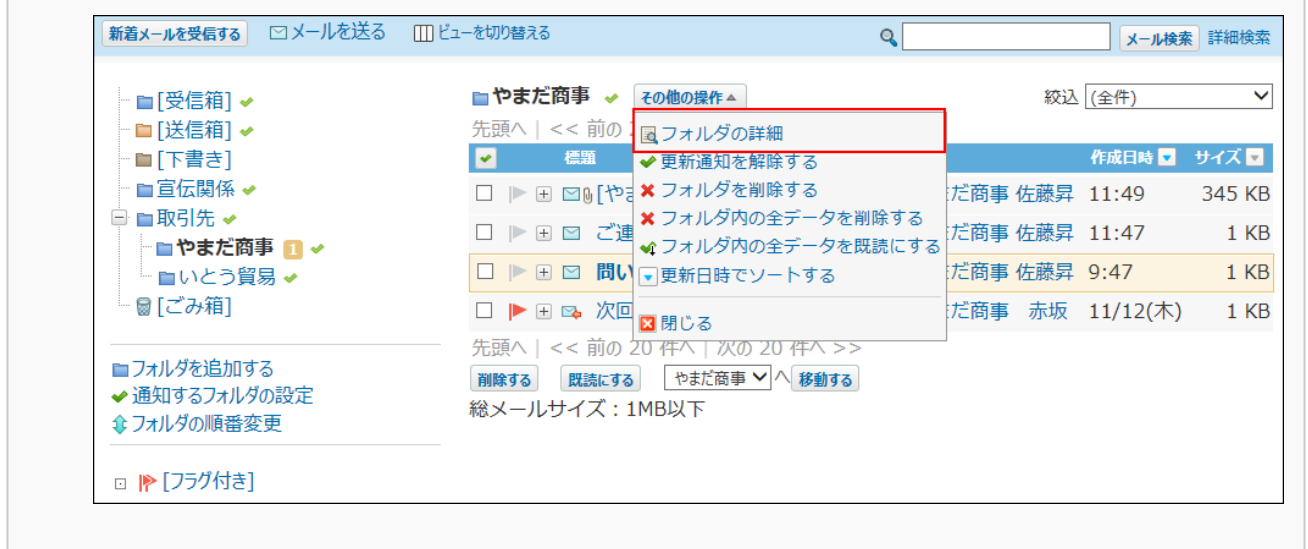 新着メールを受信する メールを送る ビューを切り替える メール検索 詳細検索
[受信箱]
[送信箱]
[下書き]
宣伝関係
取引先
やまだ商事 1
いとう貿易
[ごみ箱]
フォルダを追加する
通知するフォルダの設定
フォルダの順番変更
[フラグ付き]
やまだ商事 その他の操作 絞込 (全件)
先頭へ | << 前の
標題 作成日時 サイズ
[やま だ商事 佐藤昇 11:49 345 KB
ご連 だ商事 佐藤昇 11:47 1 KB
問い だ商事 佐藤昇 9:47 1 KB
次回 だ商事 赤坂 11/12(木) 1 KB
フォルダの詳細
更新通知を解除する
フォルダを削除する
フォルダ内の全データを削除する
フォルダ内の全データを既読にする
更新日時でソートする
閉じる
先頭へ | << 前の 20 件へ | 次の 20 件へ >>
削除する 既読にする やまだ商事 へ 移動する
総メールサイズ：1MB以下